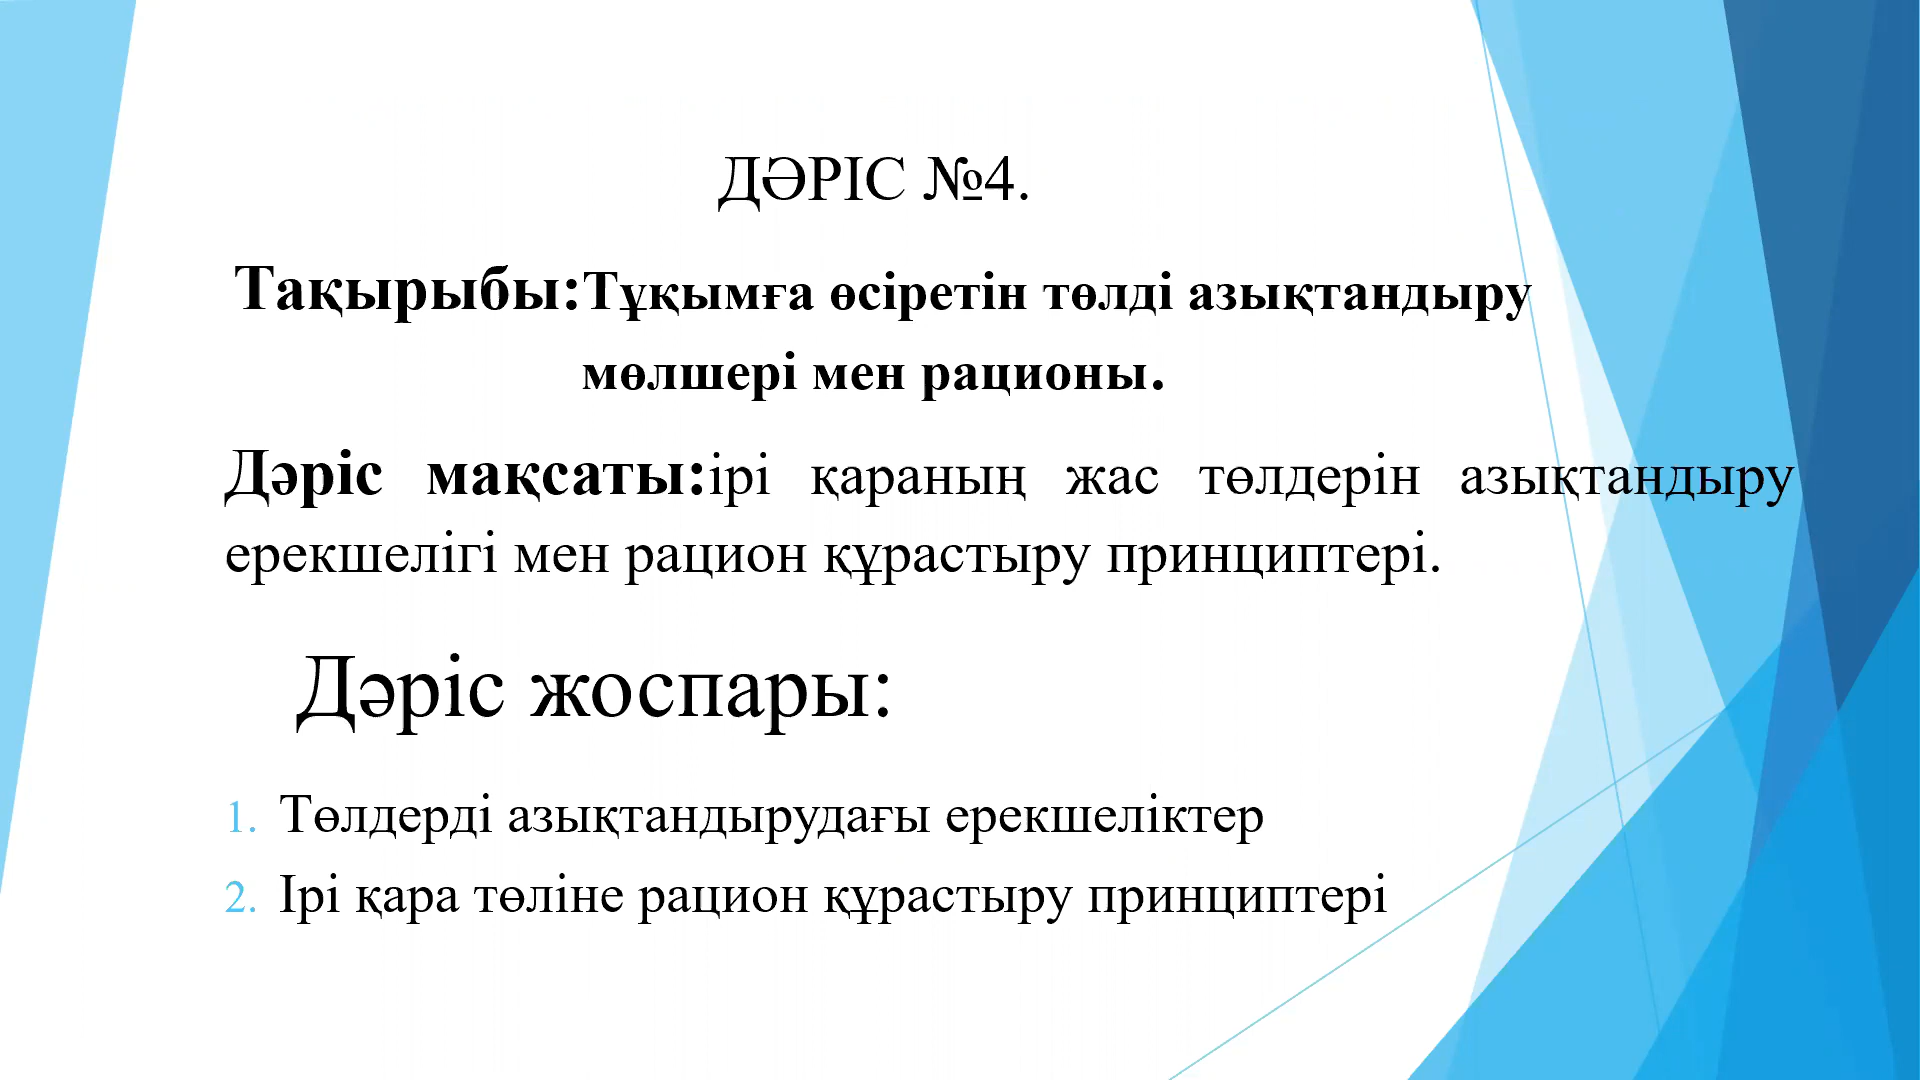 ДӘРІС №4.
Тақырыбы:Тұқымға өсіретін төлді азықтандыру
мөлшері мен рационы.
Дәріс мақсаты:ірі қараның жас төлдерін азықтандыру
ерекшелігі мен рацион құрастыру принциптері.
Дәріс жоспары:
1. Төлдерді азықтандырудағы ерекшеліктер
2. Ірі қара төліне рацион құрастыру принциптері